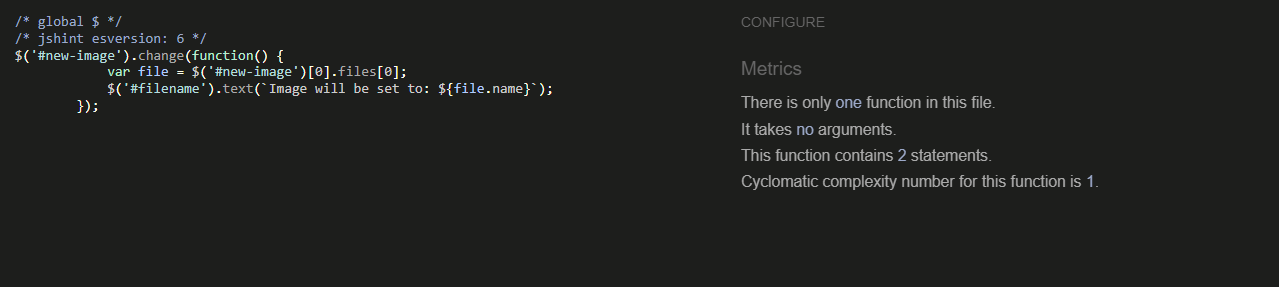 /* global $ */
/* jshint esversion: 6 */
$('#new-image').change(function() {
            var file = $('#new-image')[0].files[0];
            $('#filename').text(`Image will be set to: ${file.name}`);
        });
CONFIGURE
Metrics
There is only one function in this file.
It takes no arguments.
This function contains 2 statements.
Cyclomatic complexity number for this function is 1.